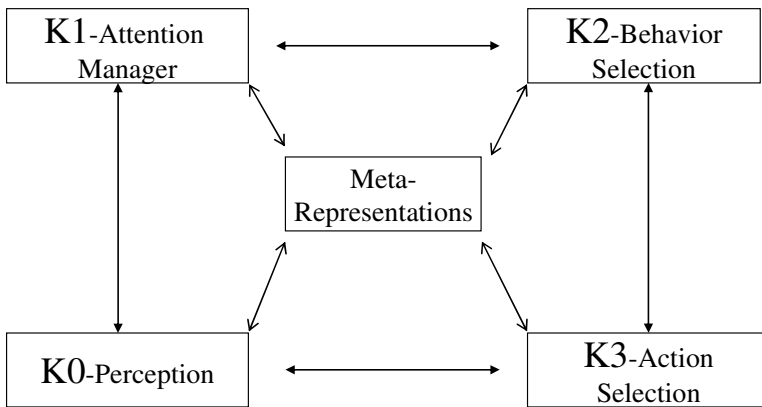 K1-Attention
Manager
K2-Behavior
Selection
Meta-
Representations
K0-Perception
K3-Action
Selection